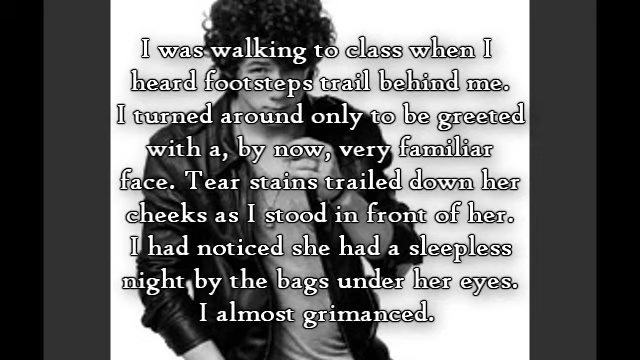 I was walking to class when I
heard footsteps trail behind me.
I turned around only to be greeted
with a, by now, very familiar
face. Tear stains trailed down her
cheeks as I stood in front of her.
I had noticed she had a sleepless
night by the bags under her eyes.
I almost grimanced.